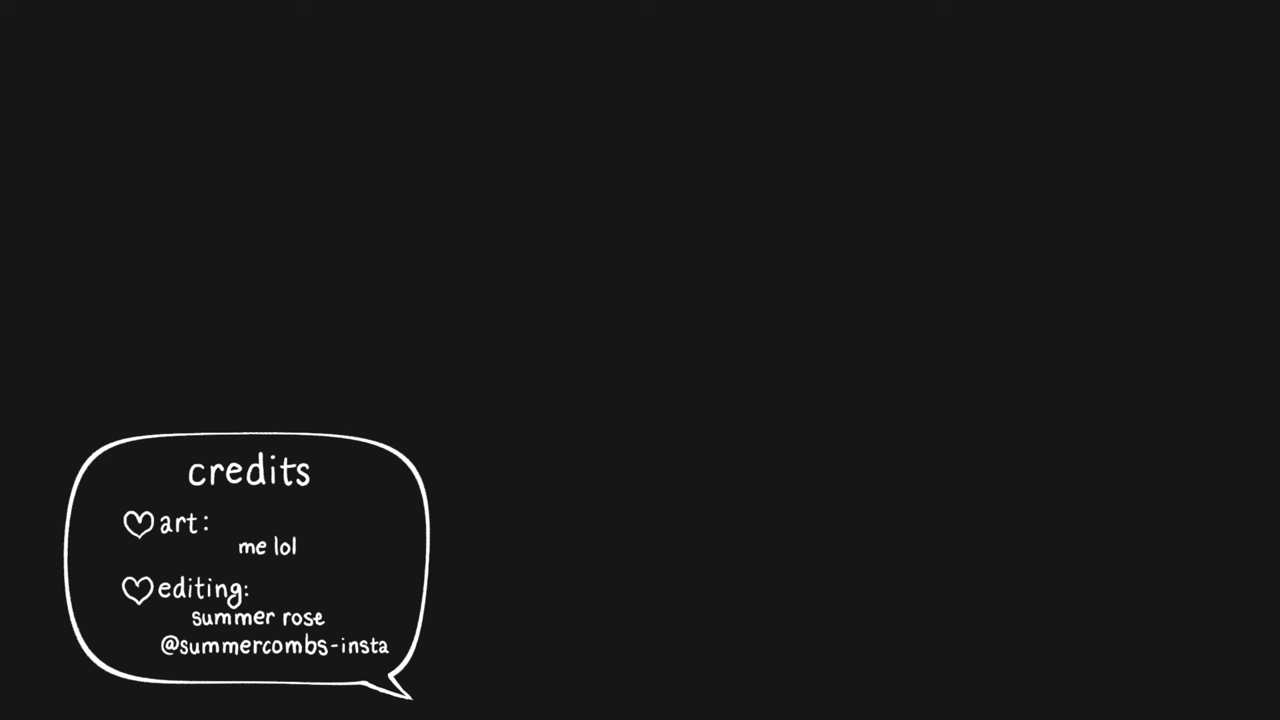 credits
art:
me lol
editing:
summer rose
@summercombs-insta